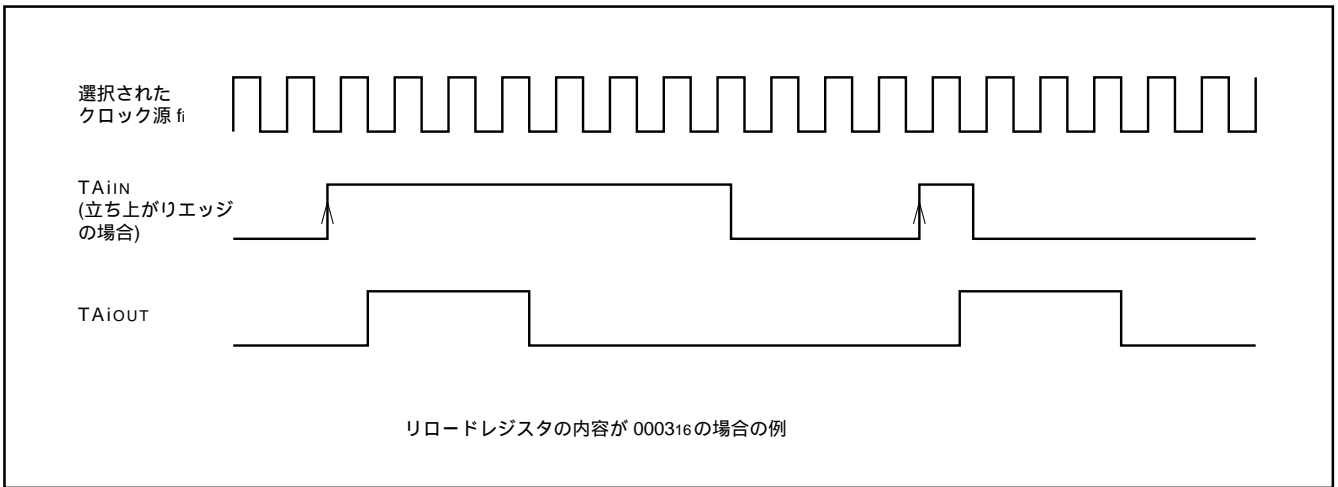 選択された
クロック源 fi
TAiIN
(立ち上がりエッジ
の場合)
TAiOUT
リロードレジスタの内容が 000316の場合の例